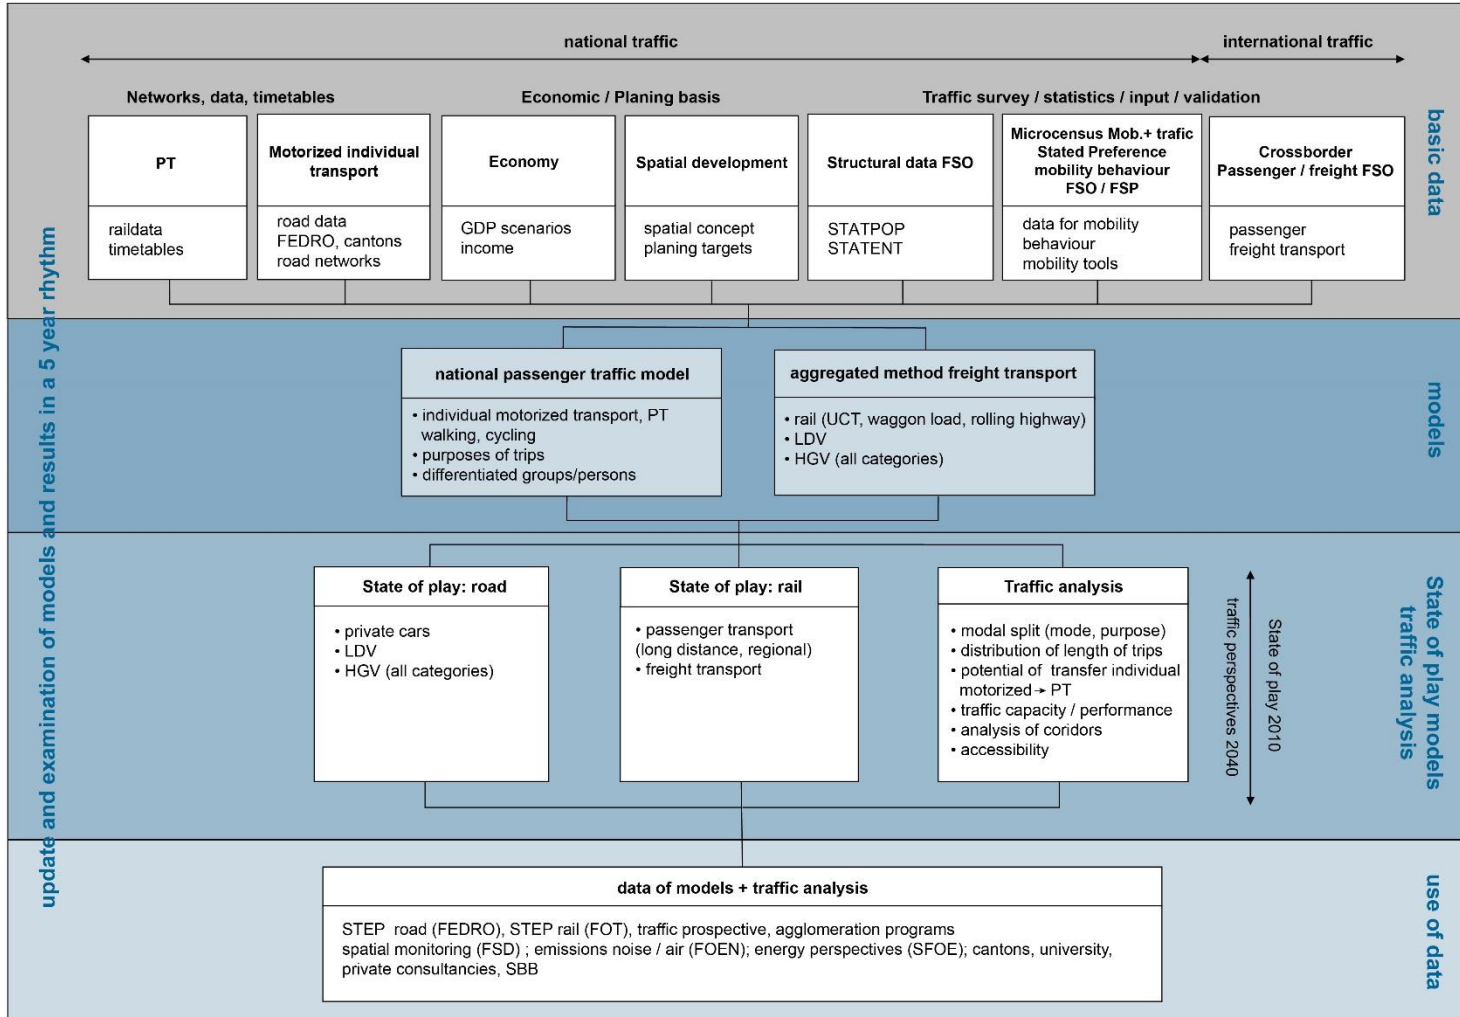 national traffic
international traffic
Networks, data, timetables
Economic / Planing basis
Traffic survey / statistics / input / validation
PT
raildata
timetables
Motorized individual
transport
road data
FEDRO, cantons
road networks
Economy
GDP scenarios
income
Spatial development
spatial concept
planing targets
Structural data FSO
STATPOP
STATENT
Microcensus Mob.+ trafic
Stated Preference
mobility behaviour
FSO / FSP
data for mobility
behaviour
mobility tools
Crossborder
Passenger / freight FSO
passenger
freight transport
basic data
update and examination of models and results in a 5 year rhythm
national passenger traffic model
• individual motorized transport, PT
walking, cycling
• purposes of trips
• differentiated groups/persons
aggregated method freight transport
• rail (UCT, waggon load, rolling highway)
• LDV
• HGV (all categories)
models
State of play: road
• private cars
• LDV
• HGV (all categories)
State of play: rail
• passenger transport
(long distance, regional)
• freight transport
Traffic analysis
• modal split (mode, purpose)
• distribution of length of trips
• potential of transfer individual
motorized → PT
• traffic capacity / performance
• analysis of coridors
• accessibility
State of play 2010
traffic perspectives 2040
State of play models
traffic analysis
data of models + traffic analysis
STEP road (FEDRO), STEP rail (FOT), traffic prospective, agglomeration programs
spatial monitoring (FSD) ; emissions noise / air (FOEN); energy perspectives (SFOE); cantons, university,
private consultancies, SBB
use of data